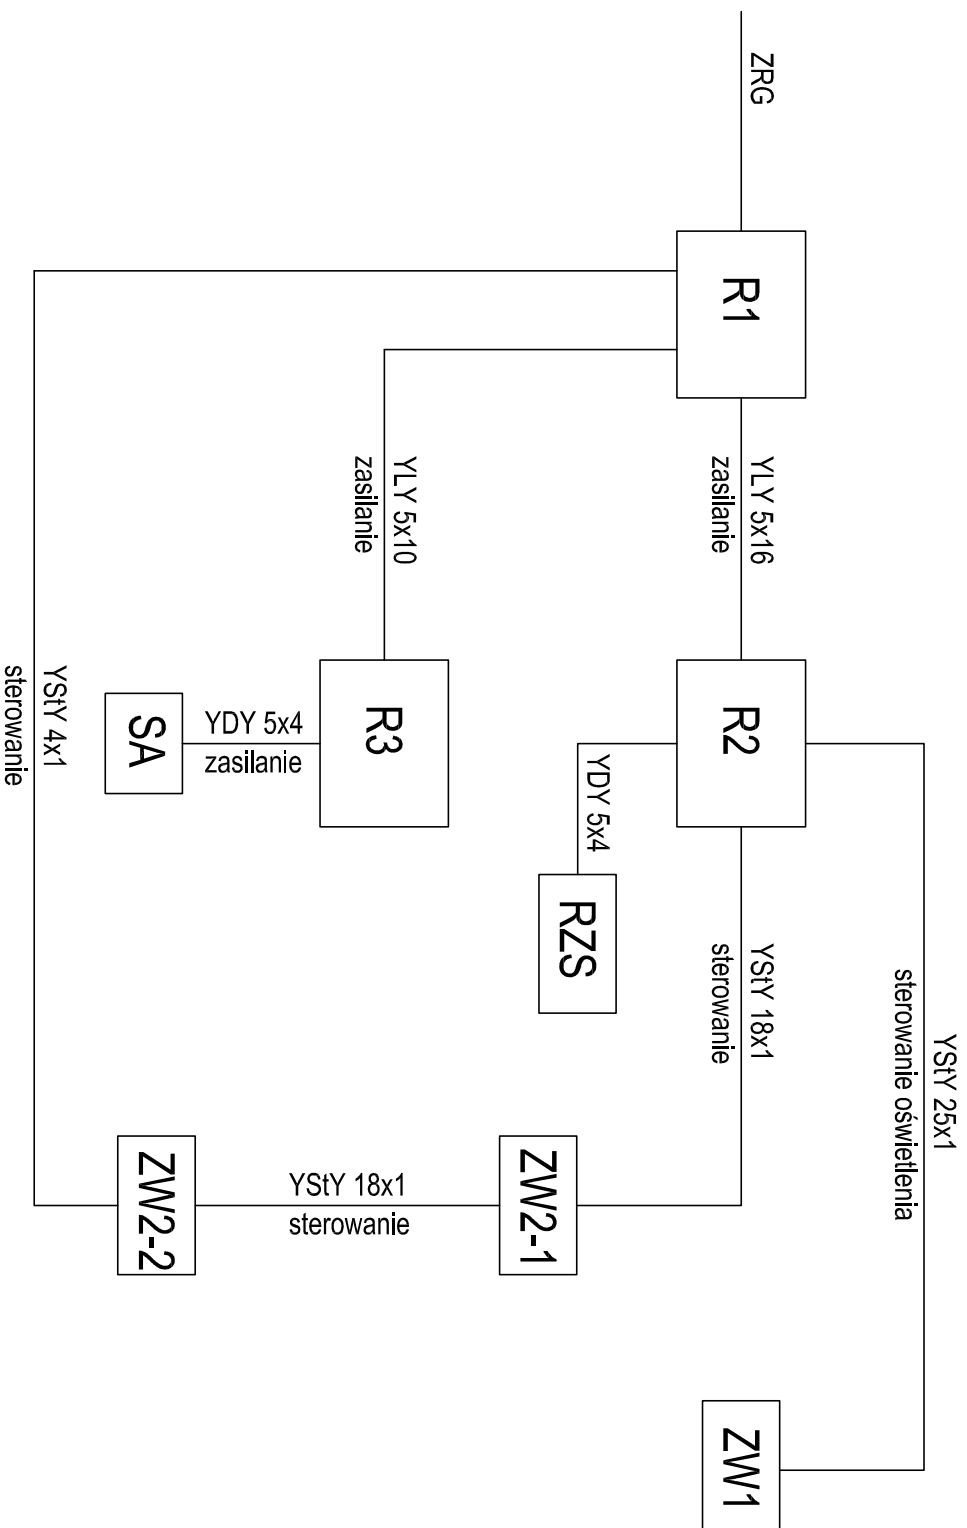 ZRG
R1
YLY 5x16
zasilanie
R2
YStY 25x1
sterowanie oświetlenia
ZW1
YStY 18x1
sterowanie
YDY 5x4
RZS
YLY 5x10
zasilanie
R3
YDY 5x4
zasilanie
SA
ZW2-1
YStY 18x1
sterowanie
ZW2-2
YStY 4x1
sterowanie